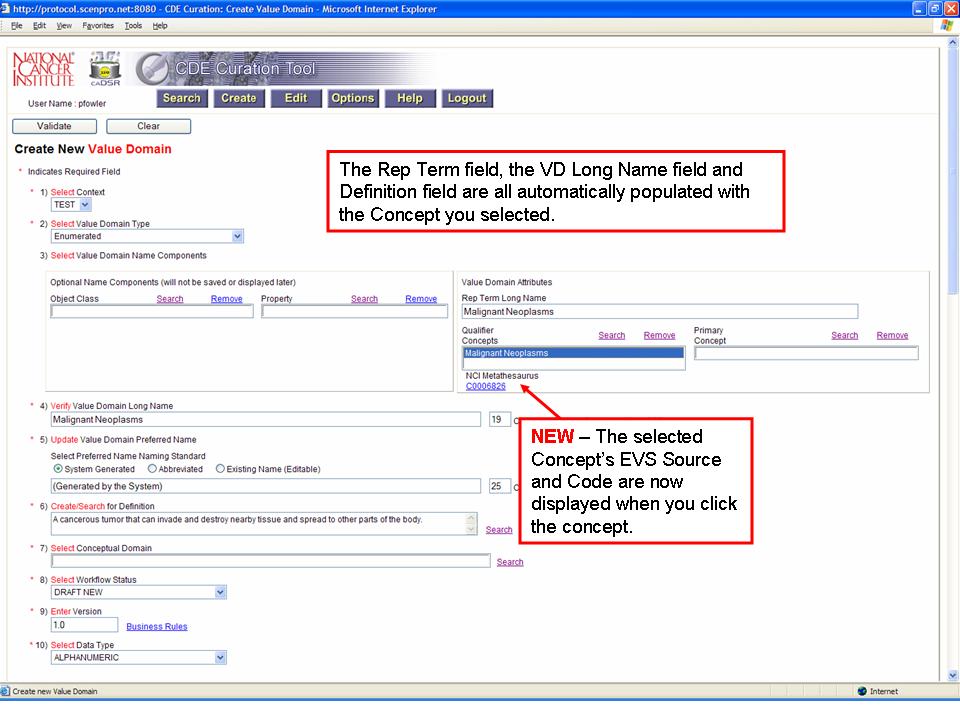 http://protocol.scenpro.net:8080 - CDE Curation: Create Value Domain - Microsoft Internet Explorer
File Edit View Favorites Tools Help
NATIONAL
CANCER
INSTITUTE
caDSR
CDE Curation Tool
User Name : pfowler
Search Create Edit Options Help Logout
Validate Clear
Create New Value Domain
* Indicates Required Field
The Rep Term field, the VD Long Name field and
Definition field are all automatically populated with
the Concept you selected.
* 1) Select Context
TEST
* 2) Select Value Domain Type
Enumerated
3) Select Value Domain Name Components
Optional Name Components (will not be saved or displayed later)
Object Class Search Remove Property Search Remove
Value Domain Attributes
Rep Term Long Name
Malignant Neoplasms
Qualifier
Concepts Search Remove
Primary
Concept Search Remove
Malignant Neoplasms
NCI Metathesaurus
C0006826
* 4) Verify Value Domain Long Name
Malignant Neoplasms 19 C
NEW – The selected
Concept's EVS Source
and Code are now
displayed when you click
the concept.
* 5) Update Value Domain Preferred Name
Select Preferred Name Naming Standard
System Generated Abbreviated Existing Name (Editable)
(Generated by the System) 25 C
* 6) Create/Search for Definition
A cancerous tumor that can invade and destroy nearby tissue and spread to other parts of the body.
Search
* 7) Select Conceptual Domain
Search
* 8) Select Workflow Status
DRAFT NEW
* 9) Enter Version
1.0 Business Rules
* 10) Select Data Type
ALPHANUMERIC
Create new Value Domain Internet